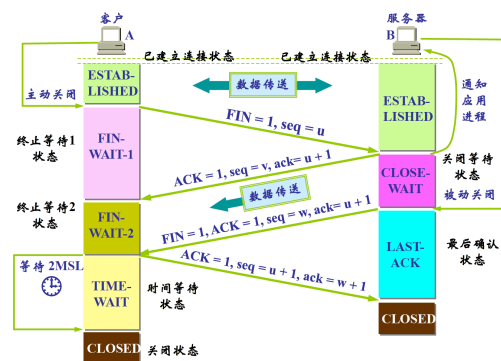 客户
A
服务器
B
已建立连接状态
已建立连接状态
ESTAB-
LISHED
数据传送
ESTAB-
LISHED
通知
应用
进程
主动关闭
FIN = 1, seq = u
终止等待1
状态
FIN-
WAIT-1
ACK = 1, seq = v, ack= u + 1
CLOSE-
WAIT
关闭等待
状态
数据传送
被动关闭
终止等待2
状态
FIN-
WAIT-2
FIN = 1, ACK = 1, seq = w, ack= u + 1
LAST-
ACK
最后确认
状态
ACK = 1, seq = u + 1, ack = w + 1
等待 2MSL
TIME-
WAIT
时间等待
状态
CLOSED
CLOSED
关闭状态